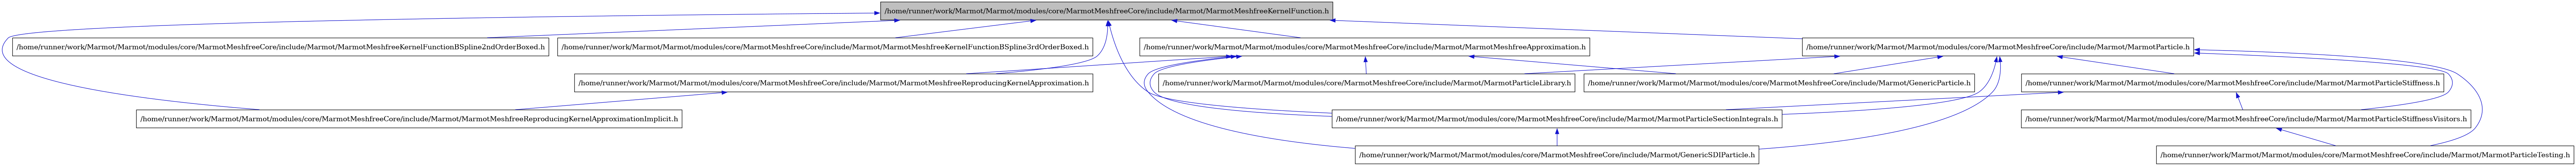 /home/runner/work/Marmot/Marmot/modules/core/MarmotMeshfreeCore/include/Marmot/MarmotMeshfreeKernelFunction.h
/home/runner/work/Marmot/Marmot/modules/core/MarmotMeshfreeCore/include/Marmot/MarmotMeshfreeKernelFunctionBSpline2ndOrderBoxed.h
/home/runner/work/Marmot/Marmot/modules/core/MarmotMeshfreeCore/include/Marmot/MarmotMeshfreeKernelFunctionBSpline3rdOrderBoxed.h
/home/runner/work/Marmot/Marmot/modules/core/MarmotMeshfreeCore/include/Marmot/MarmotMeshfreeApproximation.h
/home/runner/work/Marmot/Marmot/modules/core/MarmotMeshfreeCore/include/Marmot/MarmotParticle.h
/home/runner/work/Marmot/Marmot/modules/core/MarmotMeshfreeCore/include/Marmot/MarmotMeshfreeReproducingKernelApproximation.h
/home/runner/work/Marmot/Marmot/modules/core/MarmotMeshfreeCore/include/Marmot/MarmotParticleLibrary.h
/home/runner/work/Marmot/Marmot/modules/core/MarmotMeshfreeCore/include/Marmot/GenericParticle.h
/home/runner/work/Marmot/Marmot/modules/core/MarmotMeshfreeCore/include/Marmot/MarmotParticleStiffness.h
/home/runner/work/Marmot/Marmot/modules/core/MarmotMeshfreeCore/include/Marmot/MarmotMeshfreeReproducingKernelApproximationImplicit.h
/home/runner/work/Marmot/Marmot/modules/core/MarmotMeshfreeCore/include/Marmot/MarmotParticleSectionIntegrals.h
/home/runner/work/Marmot/Marmot/modules/core/MarmotMeshfreeCore/include/Marmot/MarmotParticleStiffnessVisitors.h
/home/runner/work/Marmot/Marmot/modules/core/MarmotMeshfreeCore/include/Marmot/GenericSDIParticle.h
/home/runner/work/Marmot/Marmot/modules/core/MarmotMeshfreeCore/include/Marmot/MarmotParticleTesting.h